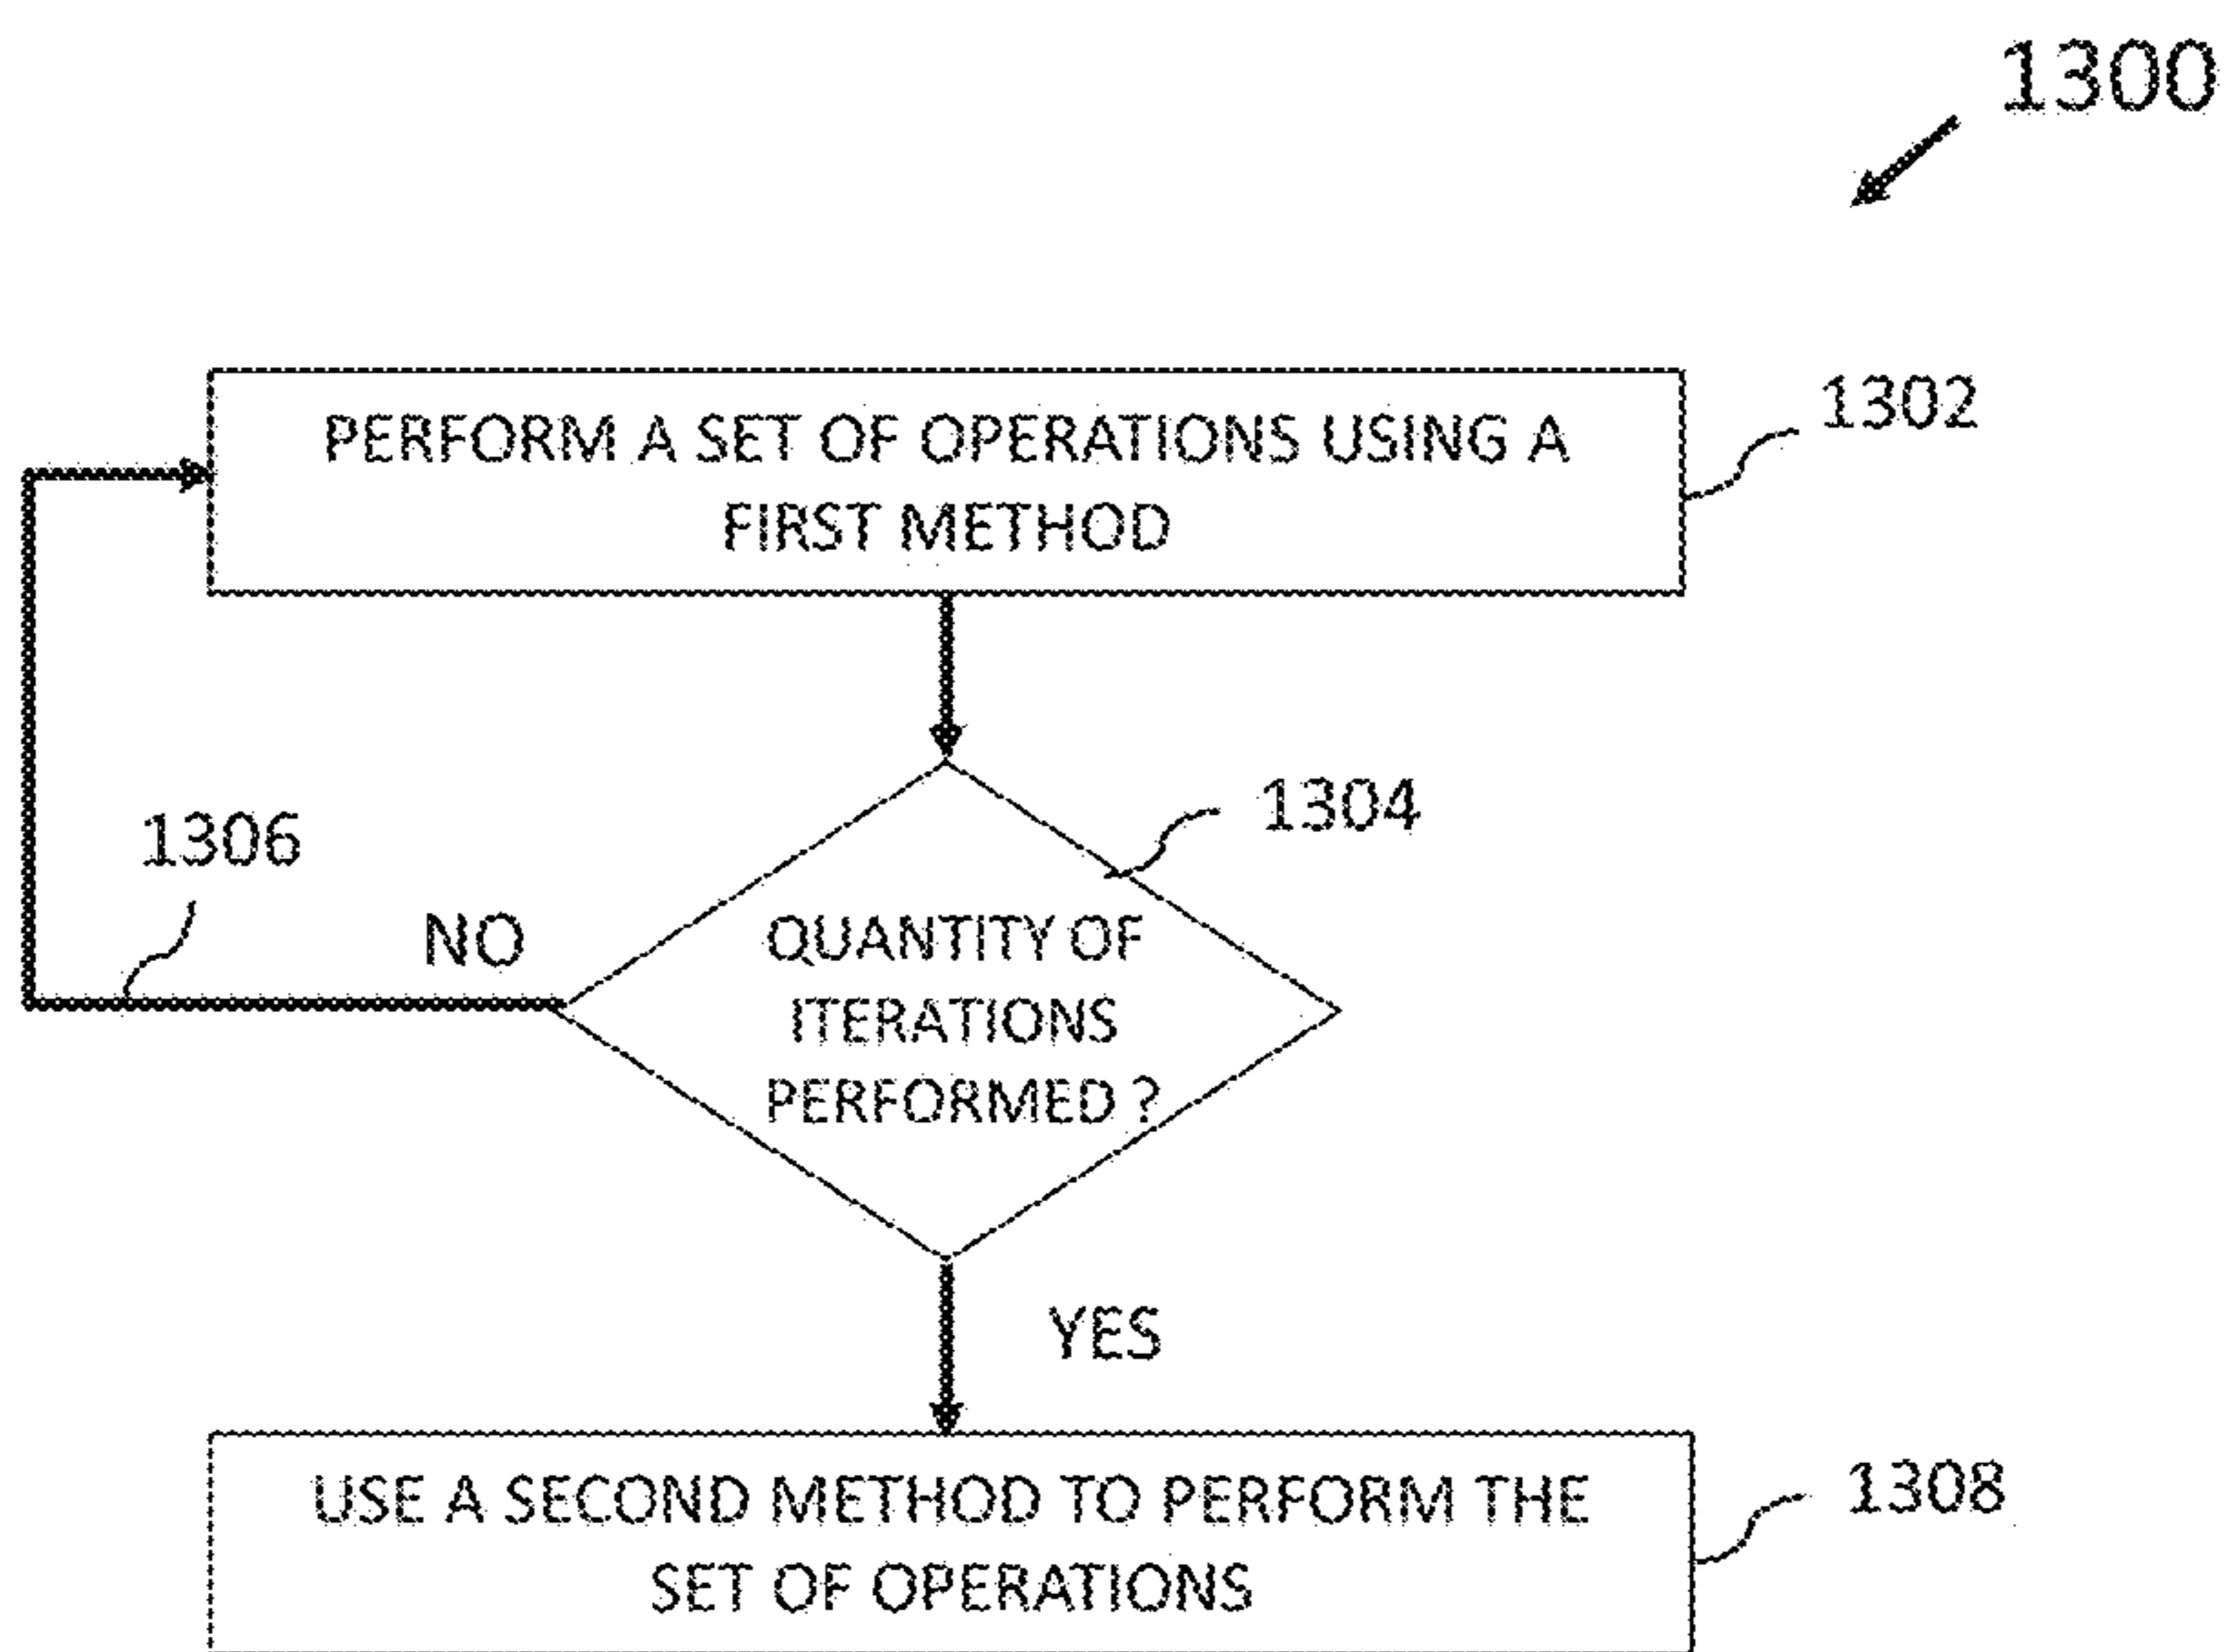 1300
PERFORM A SET OF OPERATIONS USING A
FIRST METHOD
1302
1304
1306
NO
QUANTITY OF
ITERATIONS
PERFORMED ?
YES
USE A SECOND METHOD TO PERFORM THE
SET OF OPERATIONS
1308